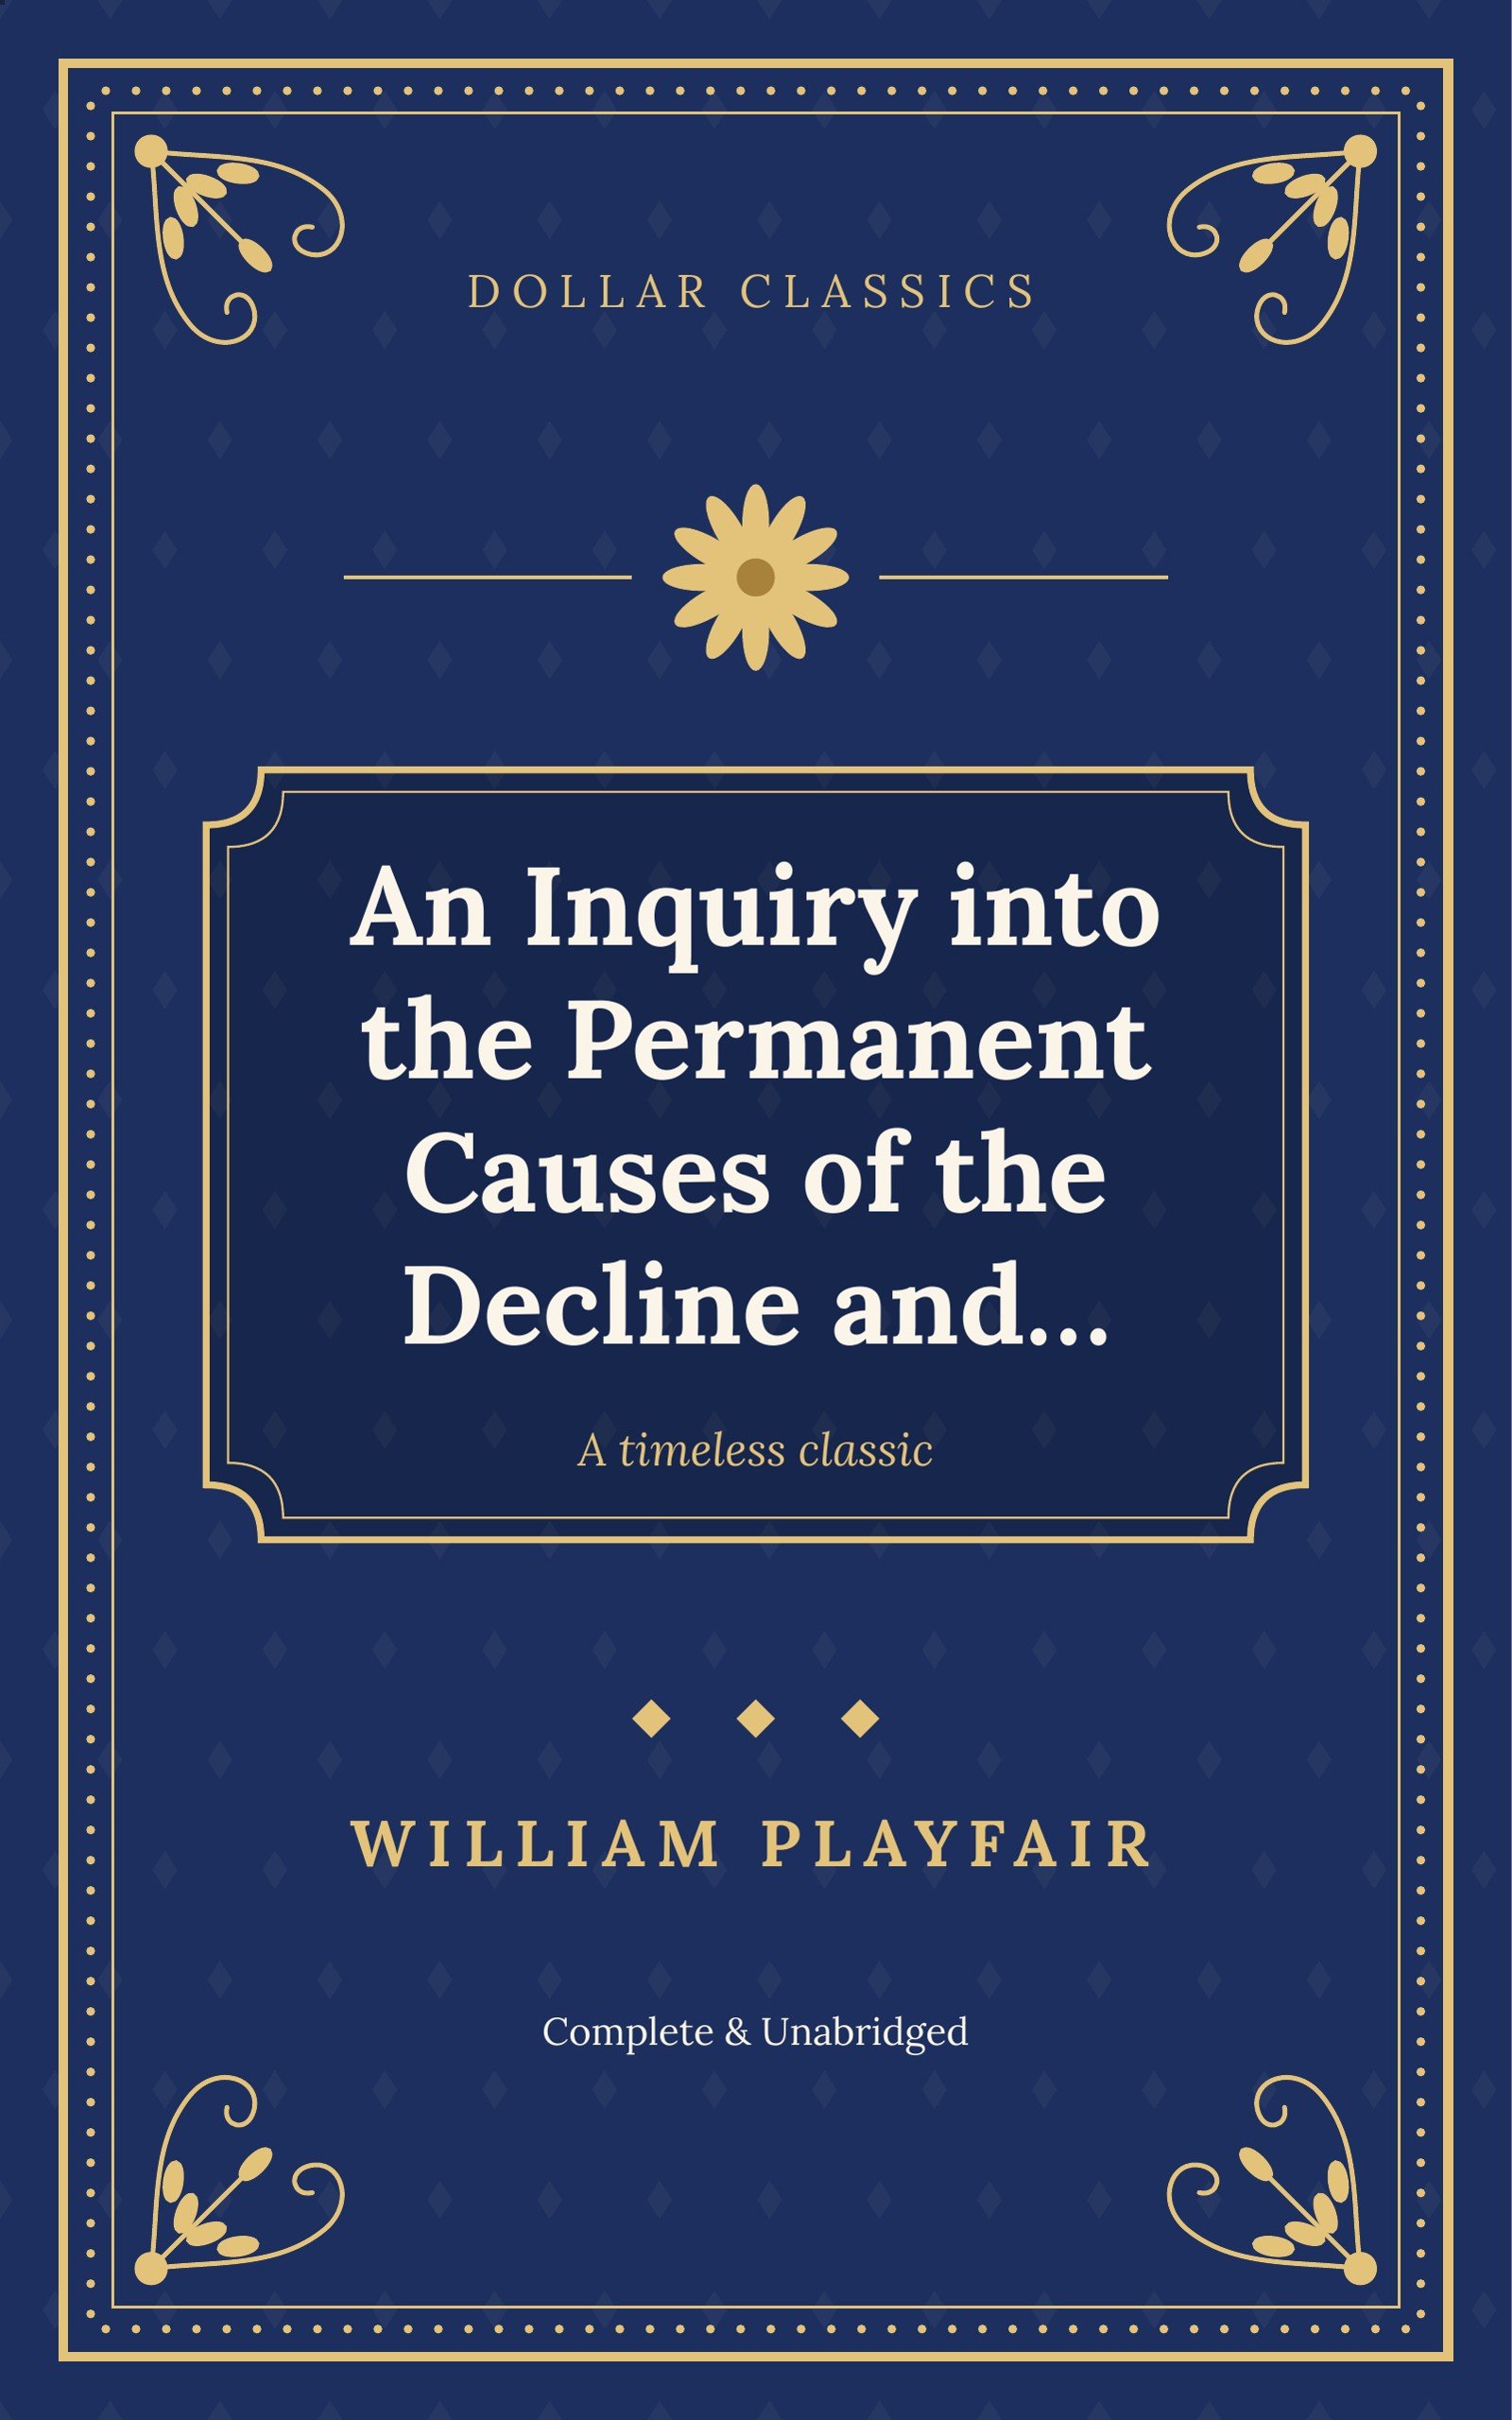 DOLLAR CLASSICS
An Inquiry into
the Permanent
Causes of the
Decline and...
A timeless classic
WILLIAM PLAYFAIR
Complete & Unabridged